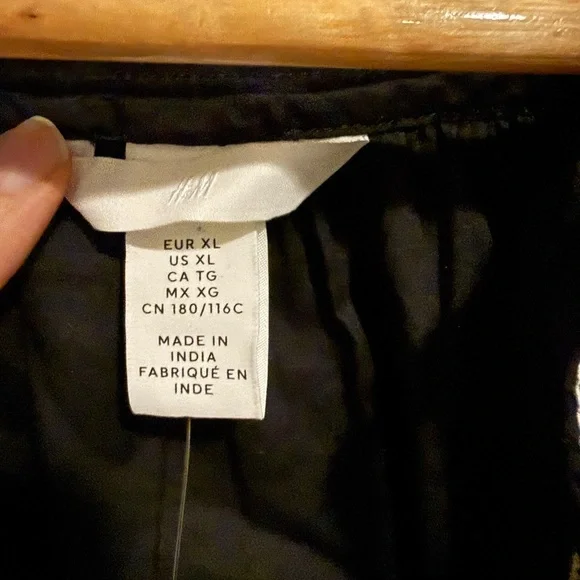 H&M
EUR XL
US XL
CA TG
MX XG
CN 180/116C
MADE IN
INDIA
FABRIQUÉ EN
INDE